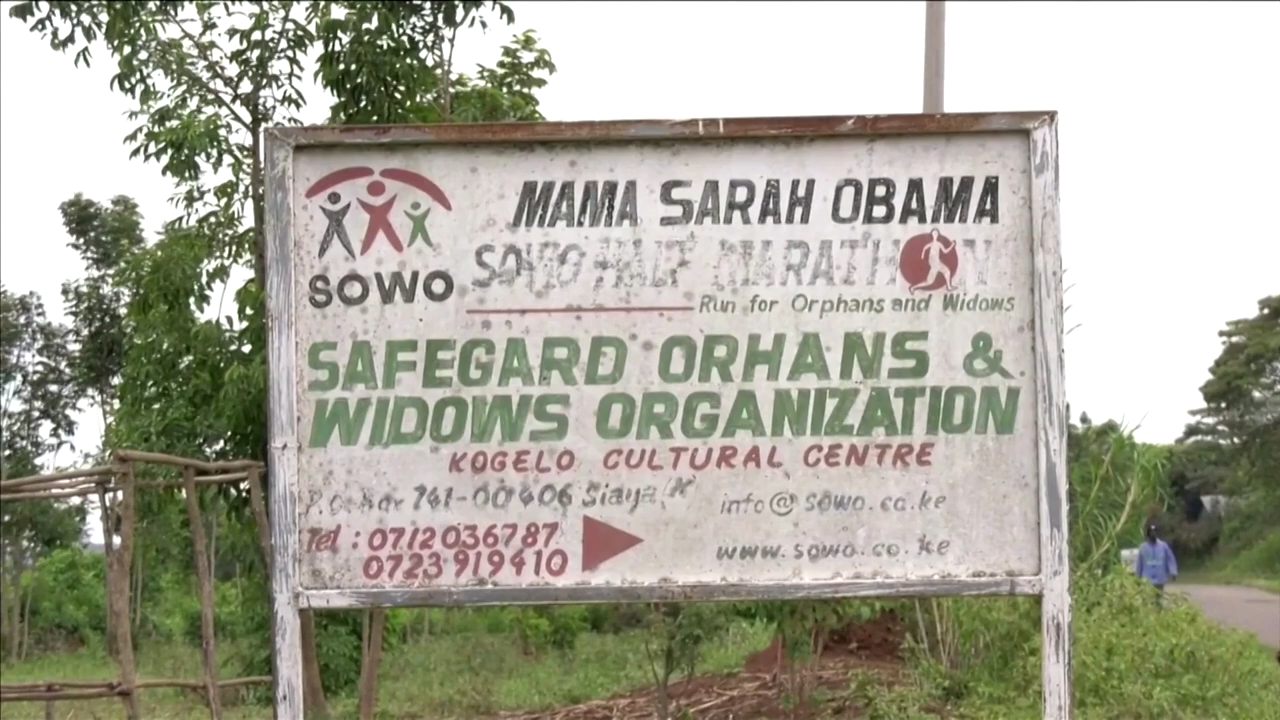 MAMA SARAH OBAMA
SOWO HALF MARATHON
SOWO
Run for Orphans and Widows
SAFEGARD ORHANS &
WIDOWS ORGANIZATION
KOGELO CULTURAL CENTRE
P.O. box 741-00406 Siaya/K
info@sowo.co.ke
Tel : 0712036787
0723919410
www.sowo.co.ke